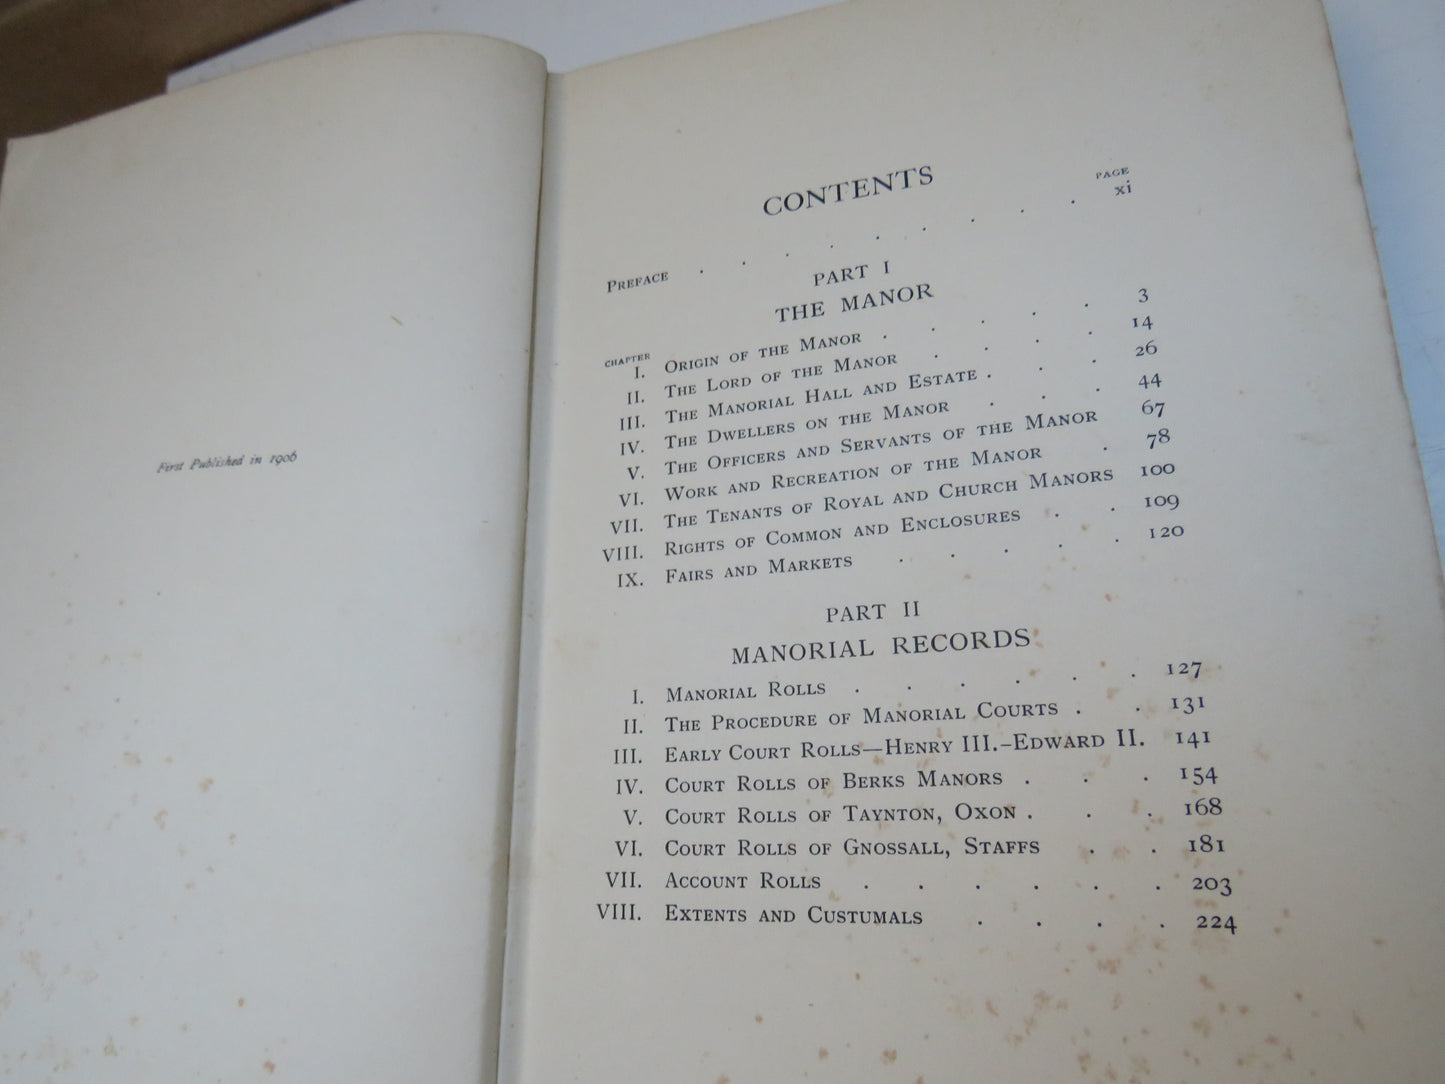 First Published in 1906
CONTENTS
PAGE
PREFACE . . . . . . . . . xi
PART I
THE MANOR
CHAPTER
I. ORIGIN OF THE MANOR . . . . . 3
II. THE LORD OF THE MANOR . . . . 14
III. THE MANORIAL HALL AND ESTATE . . . 26
IV. THE DWELLERS ON THE MANOR . . . 44
V. THE OFFICERS AND SERVANTS OF THE MANOR 67
VI. WORK AND RECREATION OF THE MANOR . 78
VII. THE TENANTS OF ROYAL AND CHURCH MANORS 100
VIII. RIGHTS OF COMMON AND ENCLOSURES . . 109
IX. FAIRS AND MARKETS . . . . . 120
PART II
MANORIAL RECORDS
I. MANORIAL ROLLS . . . . . . 127
II. THE PROCEDURE OF MANORIAL COURTS . . 131
III. EARLY COURT ROLLS—HENRY III.-EDWARD II. 141
IV. COURT ROLLS OF BERKS MANORS . . . 154
V. COURT ROLLS OF TAYNTON, OXON . . . 168
VI. COURT ROLLS OF GNOSSALL, STAFFS . . 181
VII. ACCOUNT ROLLS . . . . . . 203
VIII. EXTENTS AND CUSTUMALS . . . . 224